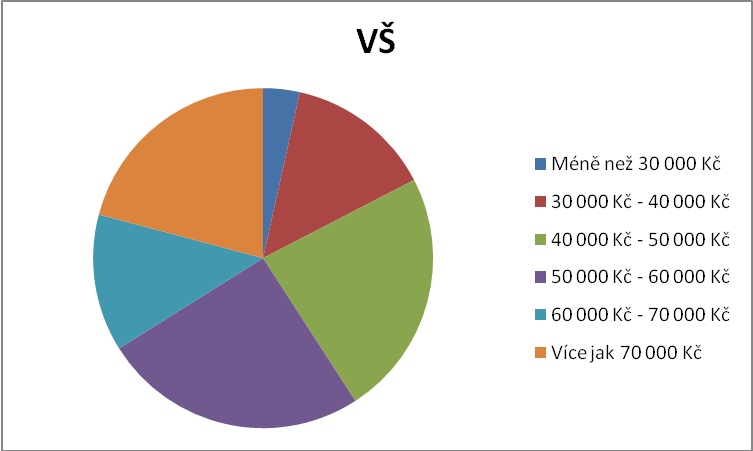 VŠ
Méně než 30 000 Kč
30 000 Kč - 40 000 Kč
40 000 Kč - 50 000 Kč
50 000 Kč - 60 000 Kč
60 000 Kč - 70 000 Kč
Více jak 70 000 Kč